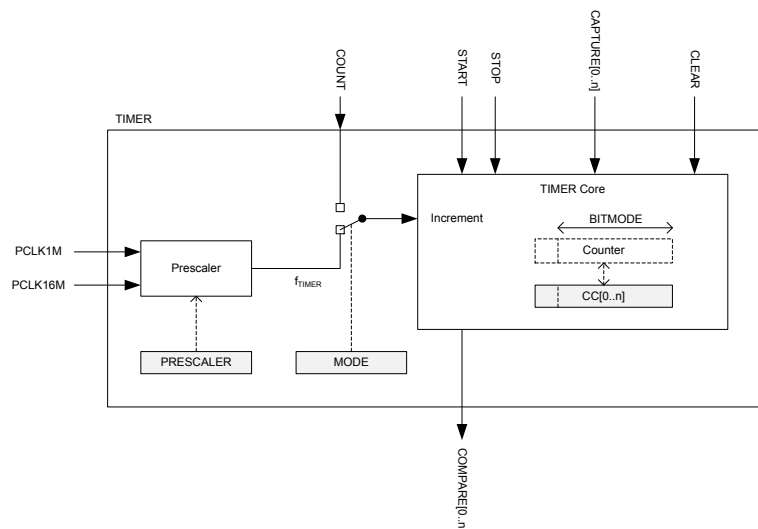 COUNT
START
STOP
CAPTURE[0..n]
CLEAR
TIMER
TIMER Core
Increment
BITMODE
Counter
CC[0..n]
PCLK1M
PCLK16M
Prescaler
fTIMER
PRESCALER
MODE
COMPARE[0..n